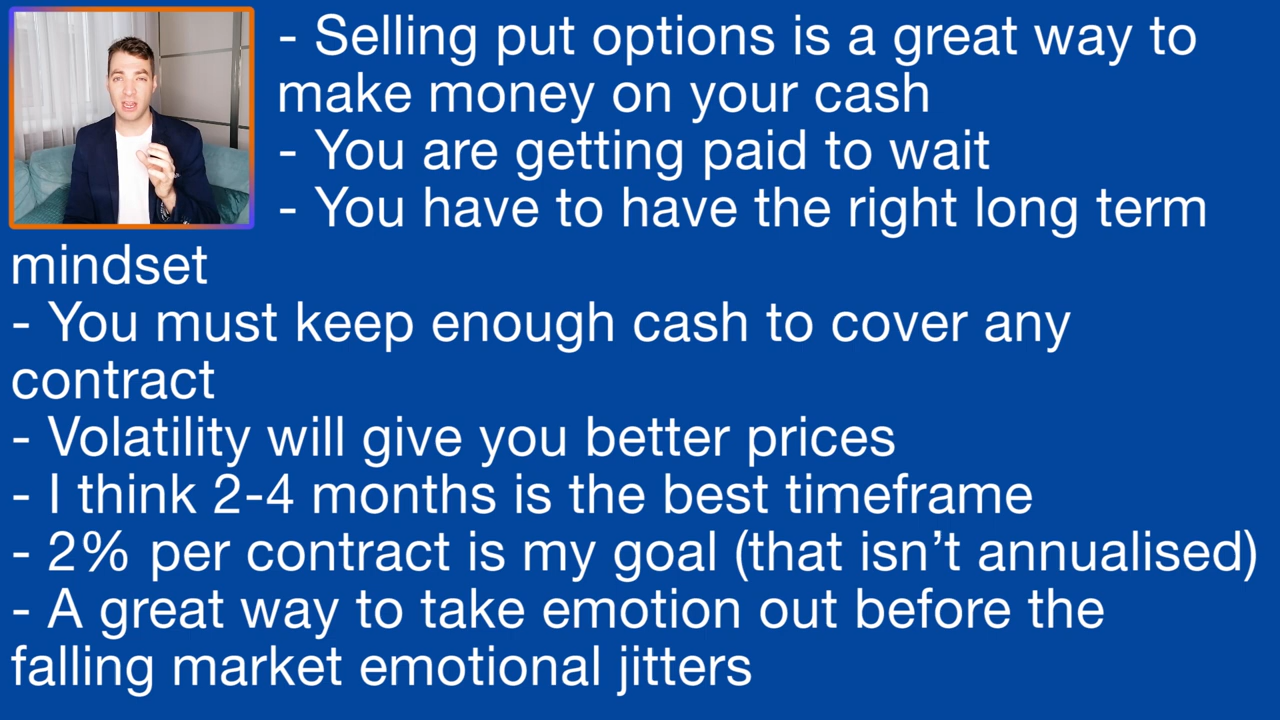 - Selling put options is a great way to
make money on your cash
- You are getting paid to wait
- You have to have the right long term
mindset
- You must keep enough cash to cover any
contract
- Volatility will give you better prices
- I think 2-4 months is the best timeframe
- 2% per contract is my goal (that isn’t annualised)
- A great way to take emotion out before the
falling market emotional jitters